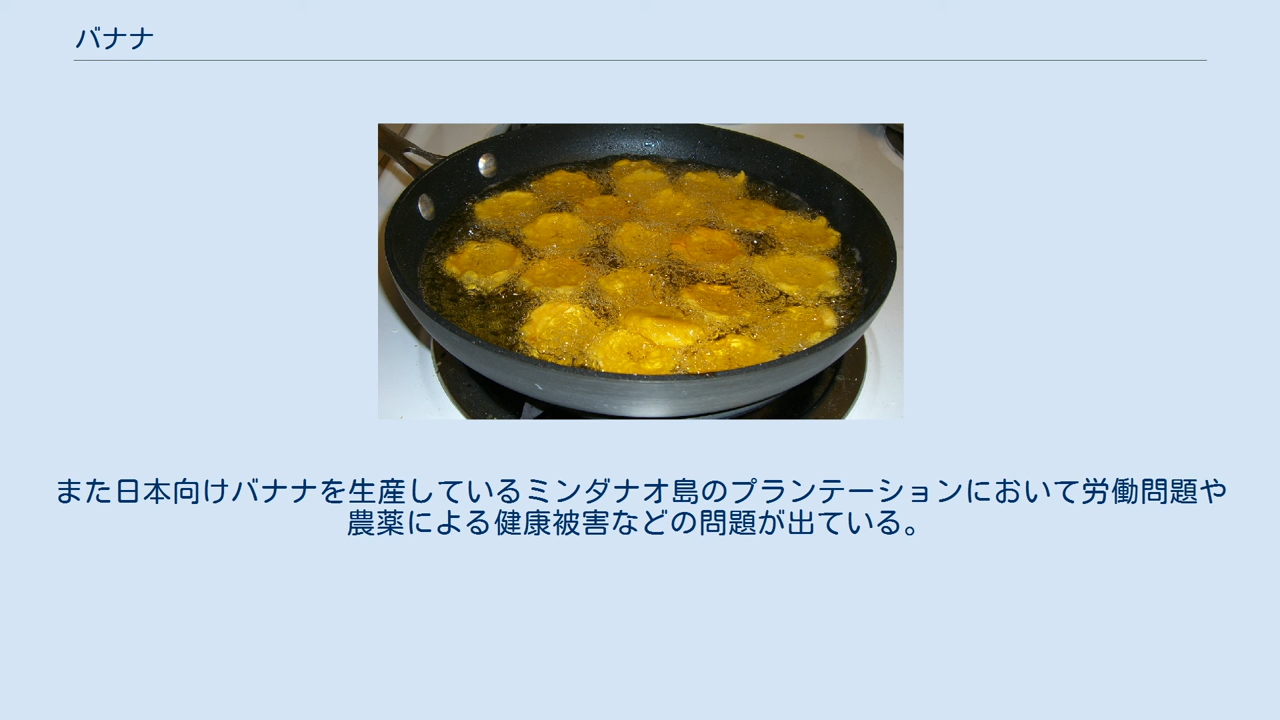 バナナ
また日本向けバナナを生産しているミンダナオ島のプランテーションにおいて労働問題や
農薬による健康被害などの問題が出ている。